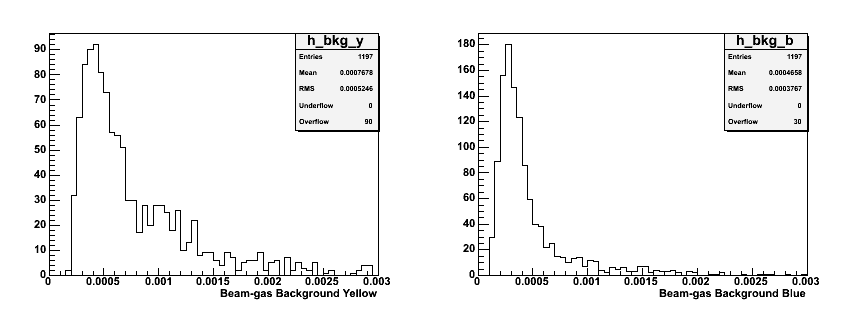 h_bkg_y
Entries 1197
Mean 0.0007678
RMS 0.0005246
Underflow 0
Overflow 90
90
80
70
60
50
40
30
20
10
0
0 0.0005 0.001 0.0015 0.002 0.0025 0.003
Beam-gas Background Yellow
h_bkg_b
Entries 1197
Mean 0.0004658
RMS 0.0003767
Underflow 0
Overflow 30
180
160
140
120
100
80
60
40
20
0
0 0.0005 0.001 0.0015 0.002 0.0025 0.003
Beam-gas Background Blue